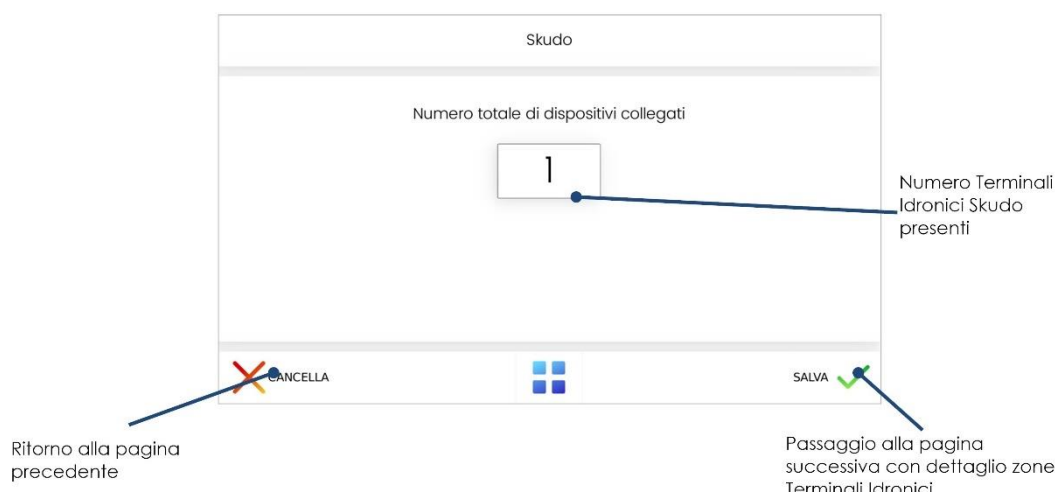 Skudo
Numero totale di dispositivi collegati
1
Numero Terminali
Idronici Skudo
presenti
CANCELLA
SALVA
Ritorno alla pagina
precedente
Passaggio alla pagina
successiva con dettaglio zone
Terminali Idronici